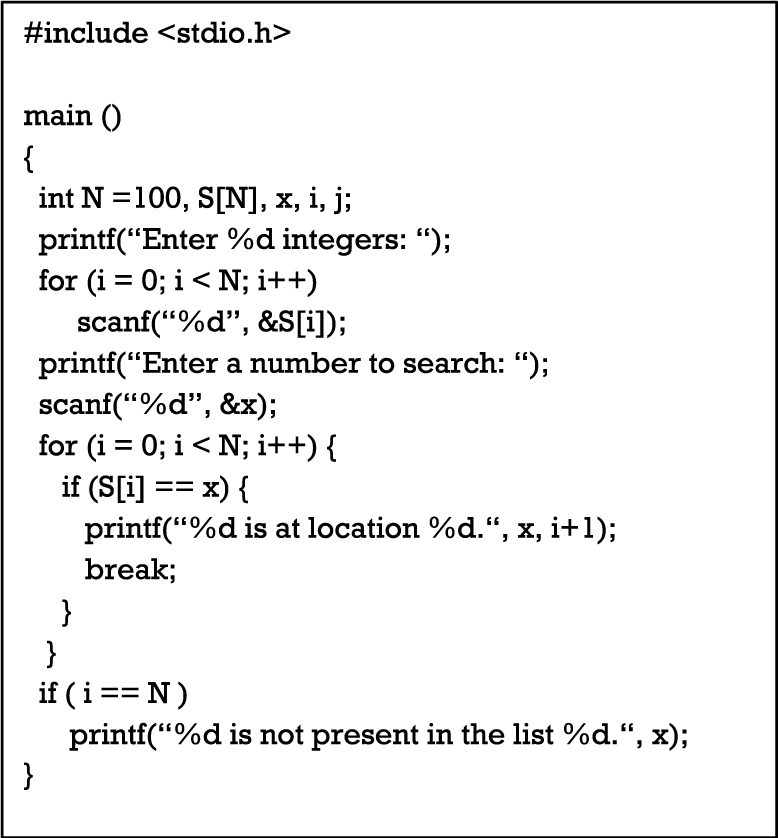 #include <stdio.h>
main ()
{
int N =100, S[N], x, i, j;
printf(“Enter %d integers: “);
for (i = 0; i < N; i++)
scanf(“%d”, &S[i]);
printf(“Enter a number to search: “);
scanf(“%d”, &x);
for (i = 0; i < N; i++) {
if (S[i] == x) {
printf(“%d is at location %d.“, x, i+1);
break;
}
}
if ( i == N )
printf(“%d is not present in the list %d.“, x);
}